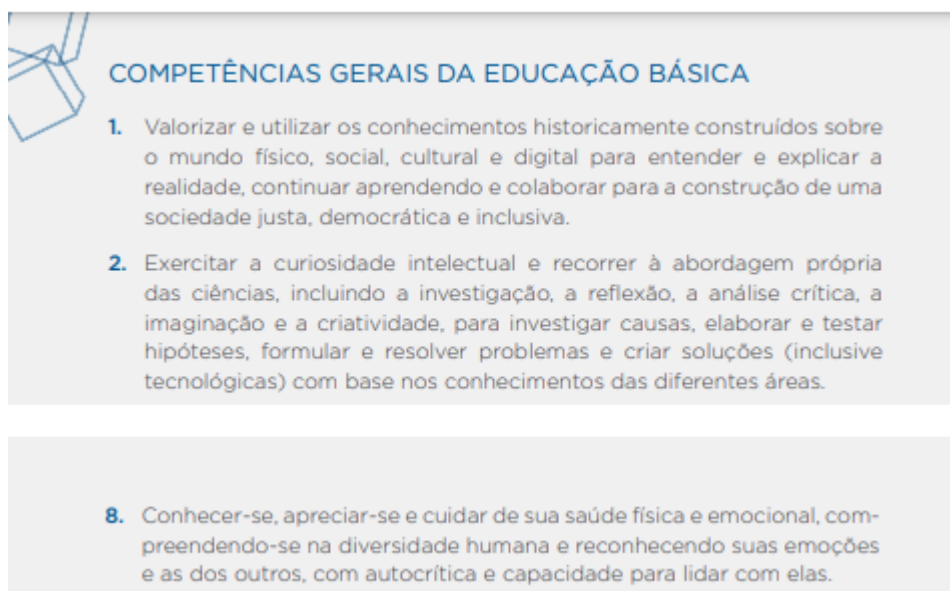 COMPETÊNCIAS GERAIS DA EDUCAÇÃO BÁSICA
1. Valorizar e utilizar os conhecimentos historicamente construídos sobre
o mundo físico, social, cultural e digital para entender e explicar a
realidade, continuar aprendendo e colaborar para a construção de uma
sociedade justa, democrática e inclusiva.
2. Exercitar a curiosidade intelectual e recorrer à abordagem própria
das ciências, incluindo a investigação, a reflexão, a análise crítica, a
imaginação e a criatividade, para investigar causas, elaborar e testar
hipóteses, formular e resolver problemas e criar soluções (inclusive
tecnológicas) com base nos conhecimentos das diferentes áreas.
8. Conhecer-se, apreciar-se e cuidar de sua saúde física e emocional, com-
preendendo-se na diversidade humana e reconhecendo suas emoções
e as dos outros, com autocrítica e capacidade para lidar com elas.